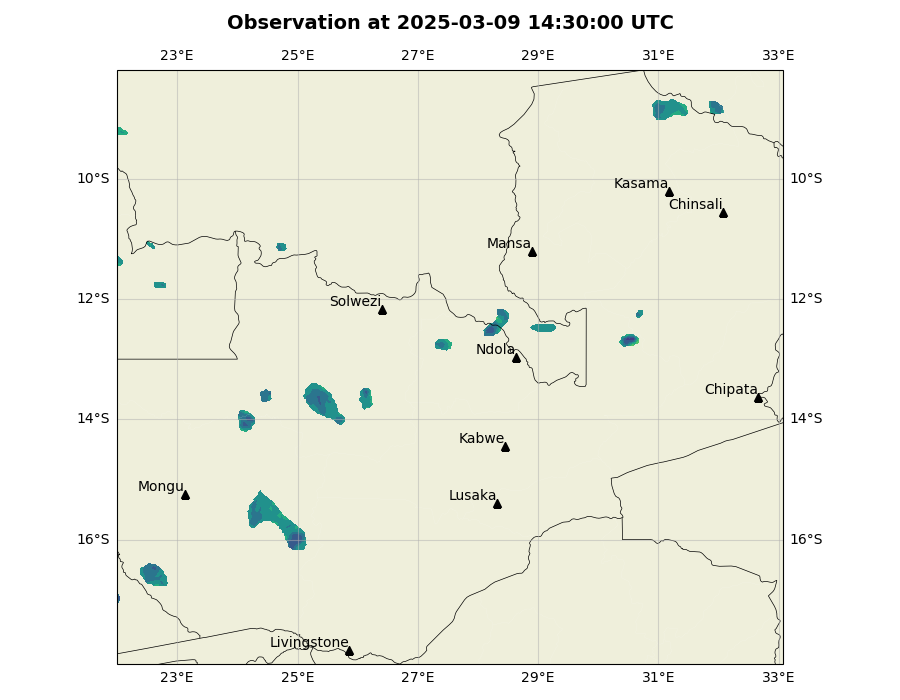 Observation at 2025-03-09 14:30:00 UTC
23°E 25°E 27°E 29°E 31°E 33°E
10°S 10°S
Kasama
Chinsali
Mansa
12°S 12°S
Solwezi
Ndola
Chipata
14°S 14°S
Kabwe
Mongu
Lusaka
16°S 16°S
Livingstone
23°E 25°E 27°E 29°E 31°E 33°E